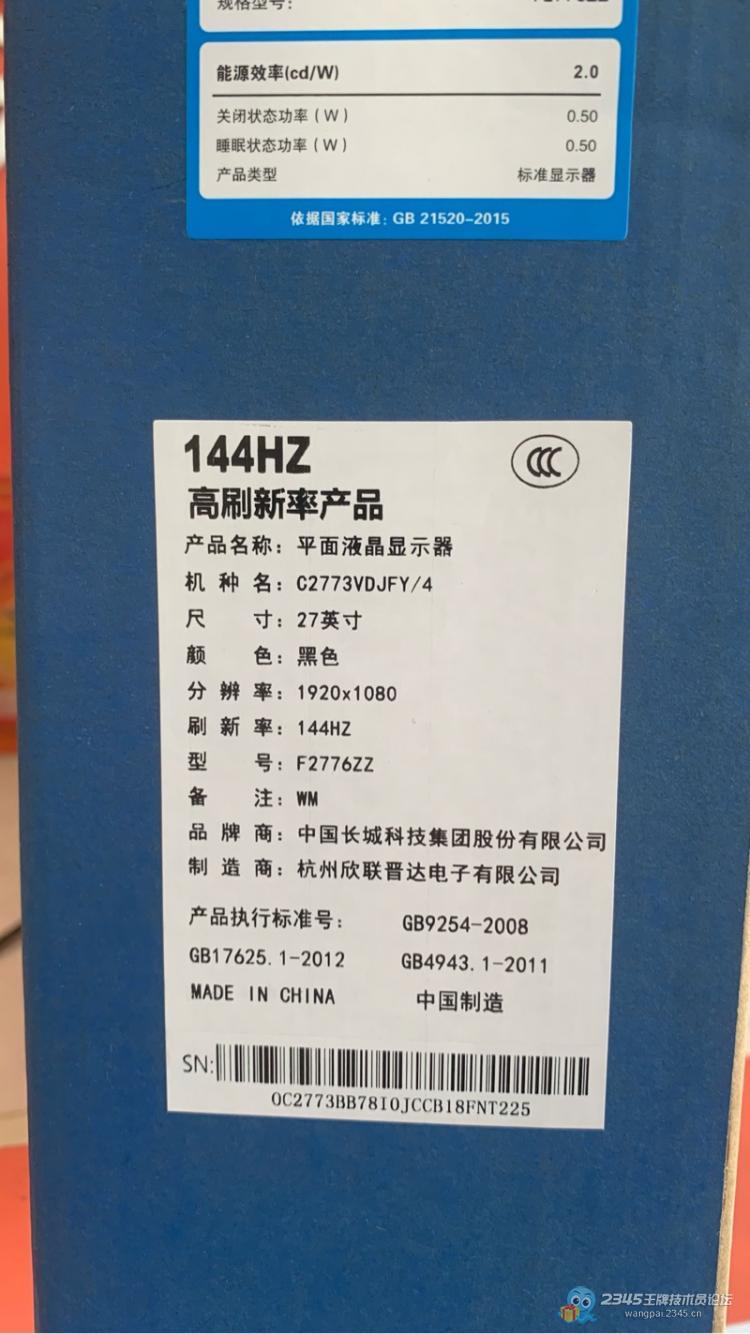 规格型号：
能源效率(cd/W) 2.0
关闭状态功率（W） 0.50
睡眠状态功率（W） 0.50
产品类型 标准显示器
依据国家标准：GB 21520-2015
144HZ
高刷新率产品
产品名称：平面液晶显示器
机种名：C2773VDJFY/4
尺寸：27英寸
颜色：黑色
分辨率：1920x1080
刷新率：144HZ
型号：F2776ZZ
备注：WM
品牌商：中国长城科技集团股份有限公司
制造商：杭州欣联晋达电子有限公司
产品执行标准号： GB9254-2008
GB17625.1-2012 GB4943.1-2011
MADE IN CHINA 中国制造
SN:
0C2773BB78I0JCCB18FNT225
2345王牌技术员论坛
wangpai.2345.cn